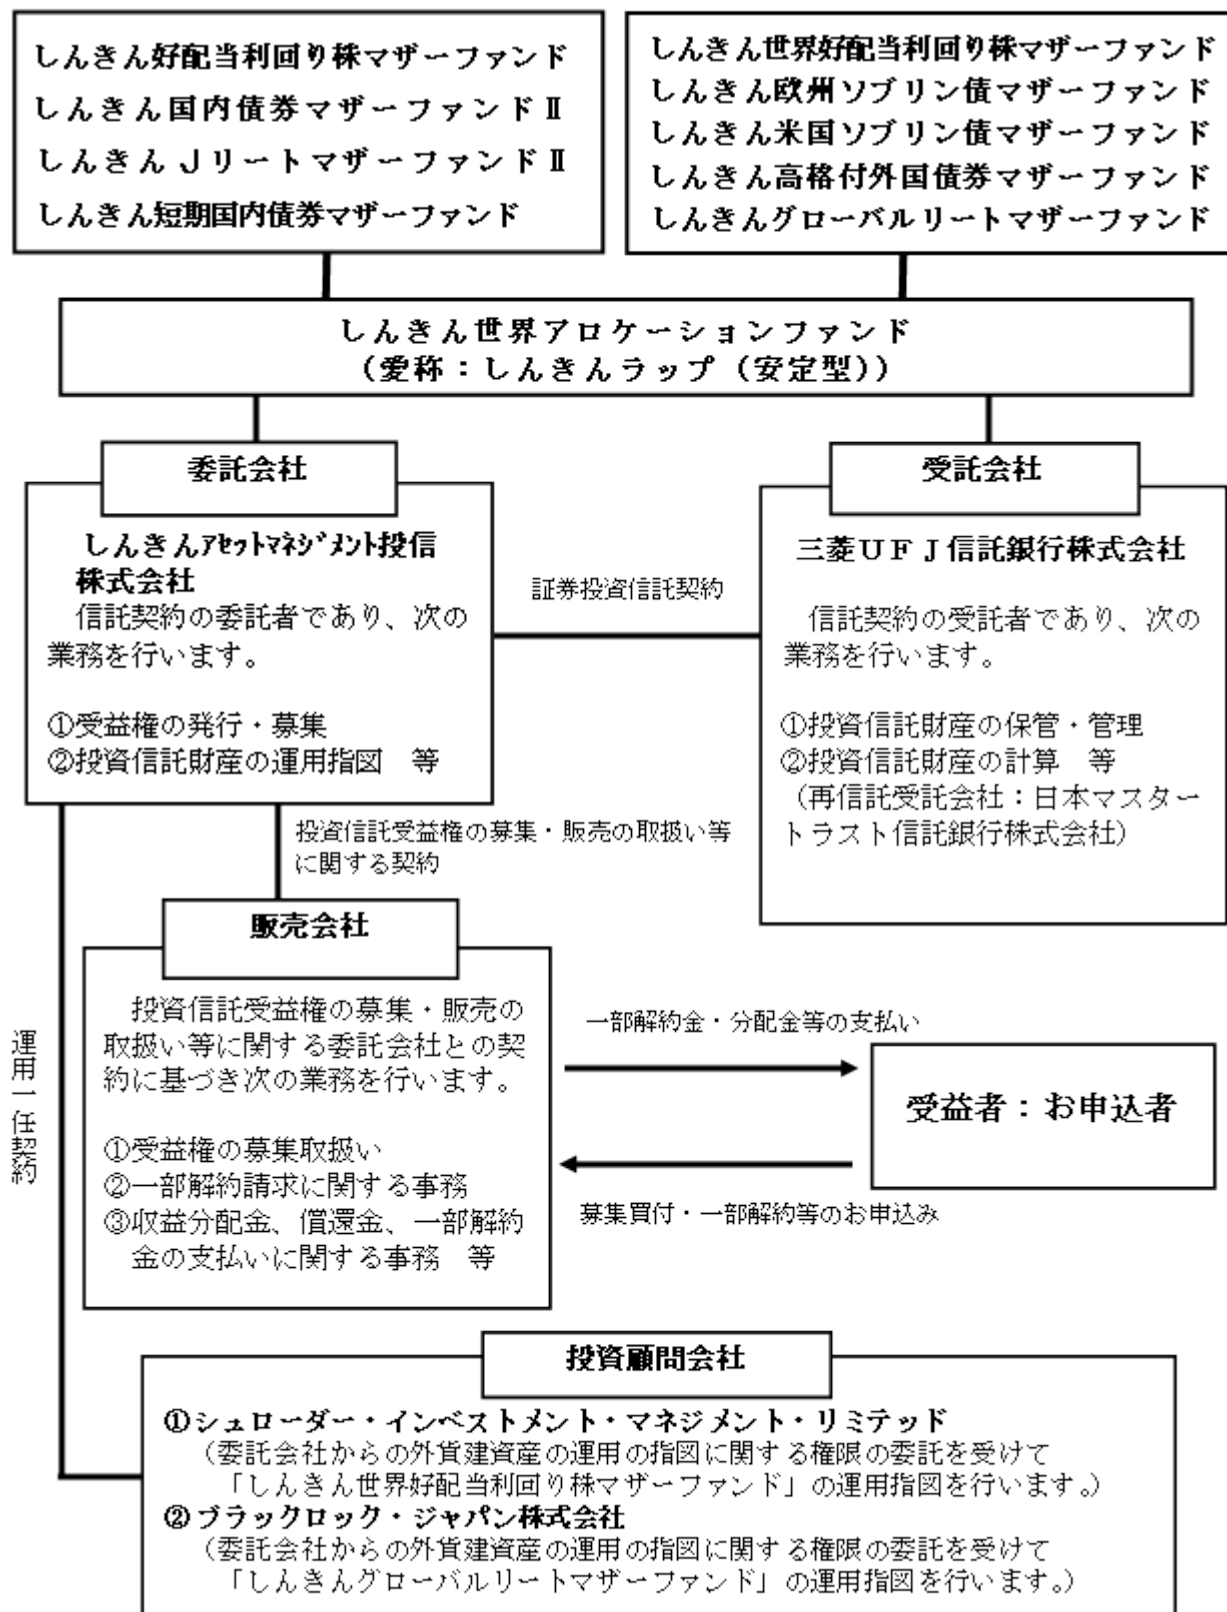 しんきん好配当利回り株マザーファンド
しんきん国内債券マザーファンドⅡ
しんきんＪリートマザーファンドⅡ
しんきん短期国内債券マザーファンド
しんきん世界好配当利回り株マザーファンド
しんきん欧州ソブリン債マザーファンド
しんきん米国ソブリン債マザーファンド
しんきん高格付外国債券マザーファンド
しんきんグローバルリートマザーファンド
しんきん世界アロケーションファンド
（愛称：しんきんラップ（安定型））
委託会社
しんきんｱｾｯﾄﾏﾈｼﾞﾒﾝﾄ投信
株式会社
信託契約の委託者であり、次の
業務を行います。
①受益権の発行・募集
②投資信託財産の運用指図　等
証券投資信託契約
受託会社
三菱ＵＦＪ信託銀行株式会社
信託契約の受託者であり、次の
業務を行います。
①投資信託財産の保管・管理
②投資信託財産の計算　等
（再信託受託会社：日本マスター
トラスト信託銀行株式会社）
投資信託受益権の募集・販売の取扱い等
に関する契約
販売会社
投資信託受益権の募集・販売の
取扱い等に関する委託会社との契
約に基づき次の業務を行います。
①受益権の募集取扱い
②一部解約請求に関する事務
③収益分配金、償還金、一部解約
金の支払いに関する事務　等
一部解約金・分配金等の支払い
受益者：お申込者
募集買付・一部解約等のお申込み
運用一任契約
投資顧問会社
①シュローダー・インベストメント・マネジメント・リミテッド
（委託会社からの外貨建資産の運用の指図に関する権限の委託を受けて
「しんきん世界好配当利回り株マザーファンド」の運用指図を行います。）
②ブラックロック・ジャパン株式会社
（委託会社からの外貨建資産の運用の指図に関する権限の委託を受けて
「しんきんグローバルリートマザーファンド」の運用指図を行います。）